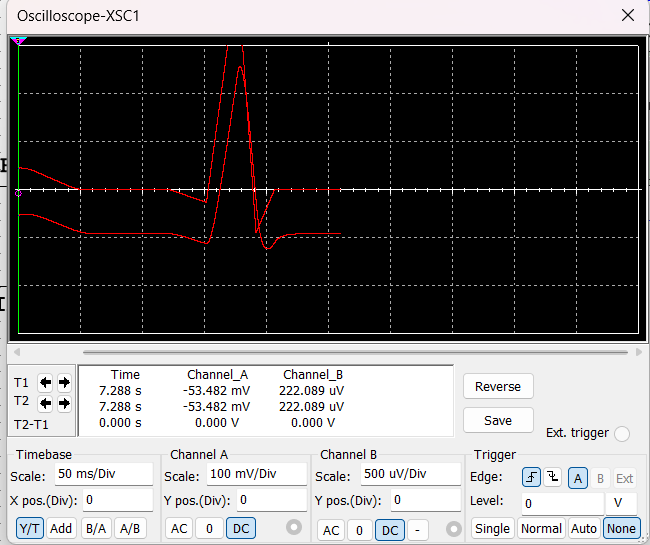 Oscilloscope-XSC1
T1
T2
T2-T1
Time Channel_A Channel_B
7.288 s -53.482 mV 222.089 uV
7.288 s -53.482 mV 222.089 uV
0.000 s 0.000 V 0.000 V
Reverse
Save
Ext. trigger
Timebase
Scale: 50 ms/Div
X pos.(Div): 0
Y/T Add B/A A/B
Channel A
Scale: 100 mV/Div
Y pos.(Div): 0
AC 0 DC
Channel B
Scale: 500 uV/Div
Y pos.(Div): 0
AC 0 DC -
Trigger
Edge: A B Ext
Level: 0 V
Single Normal Auto None